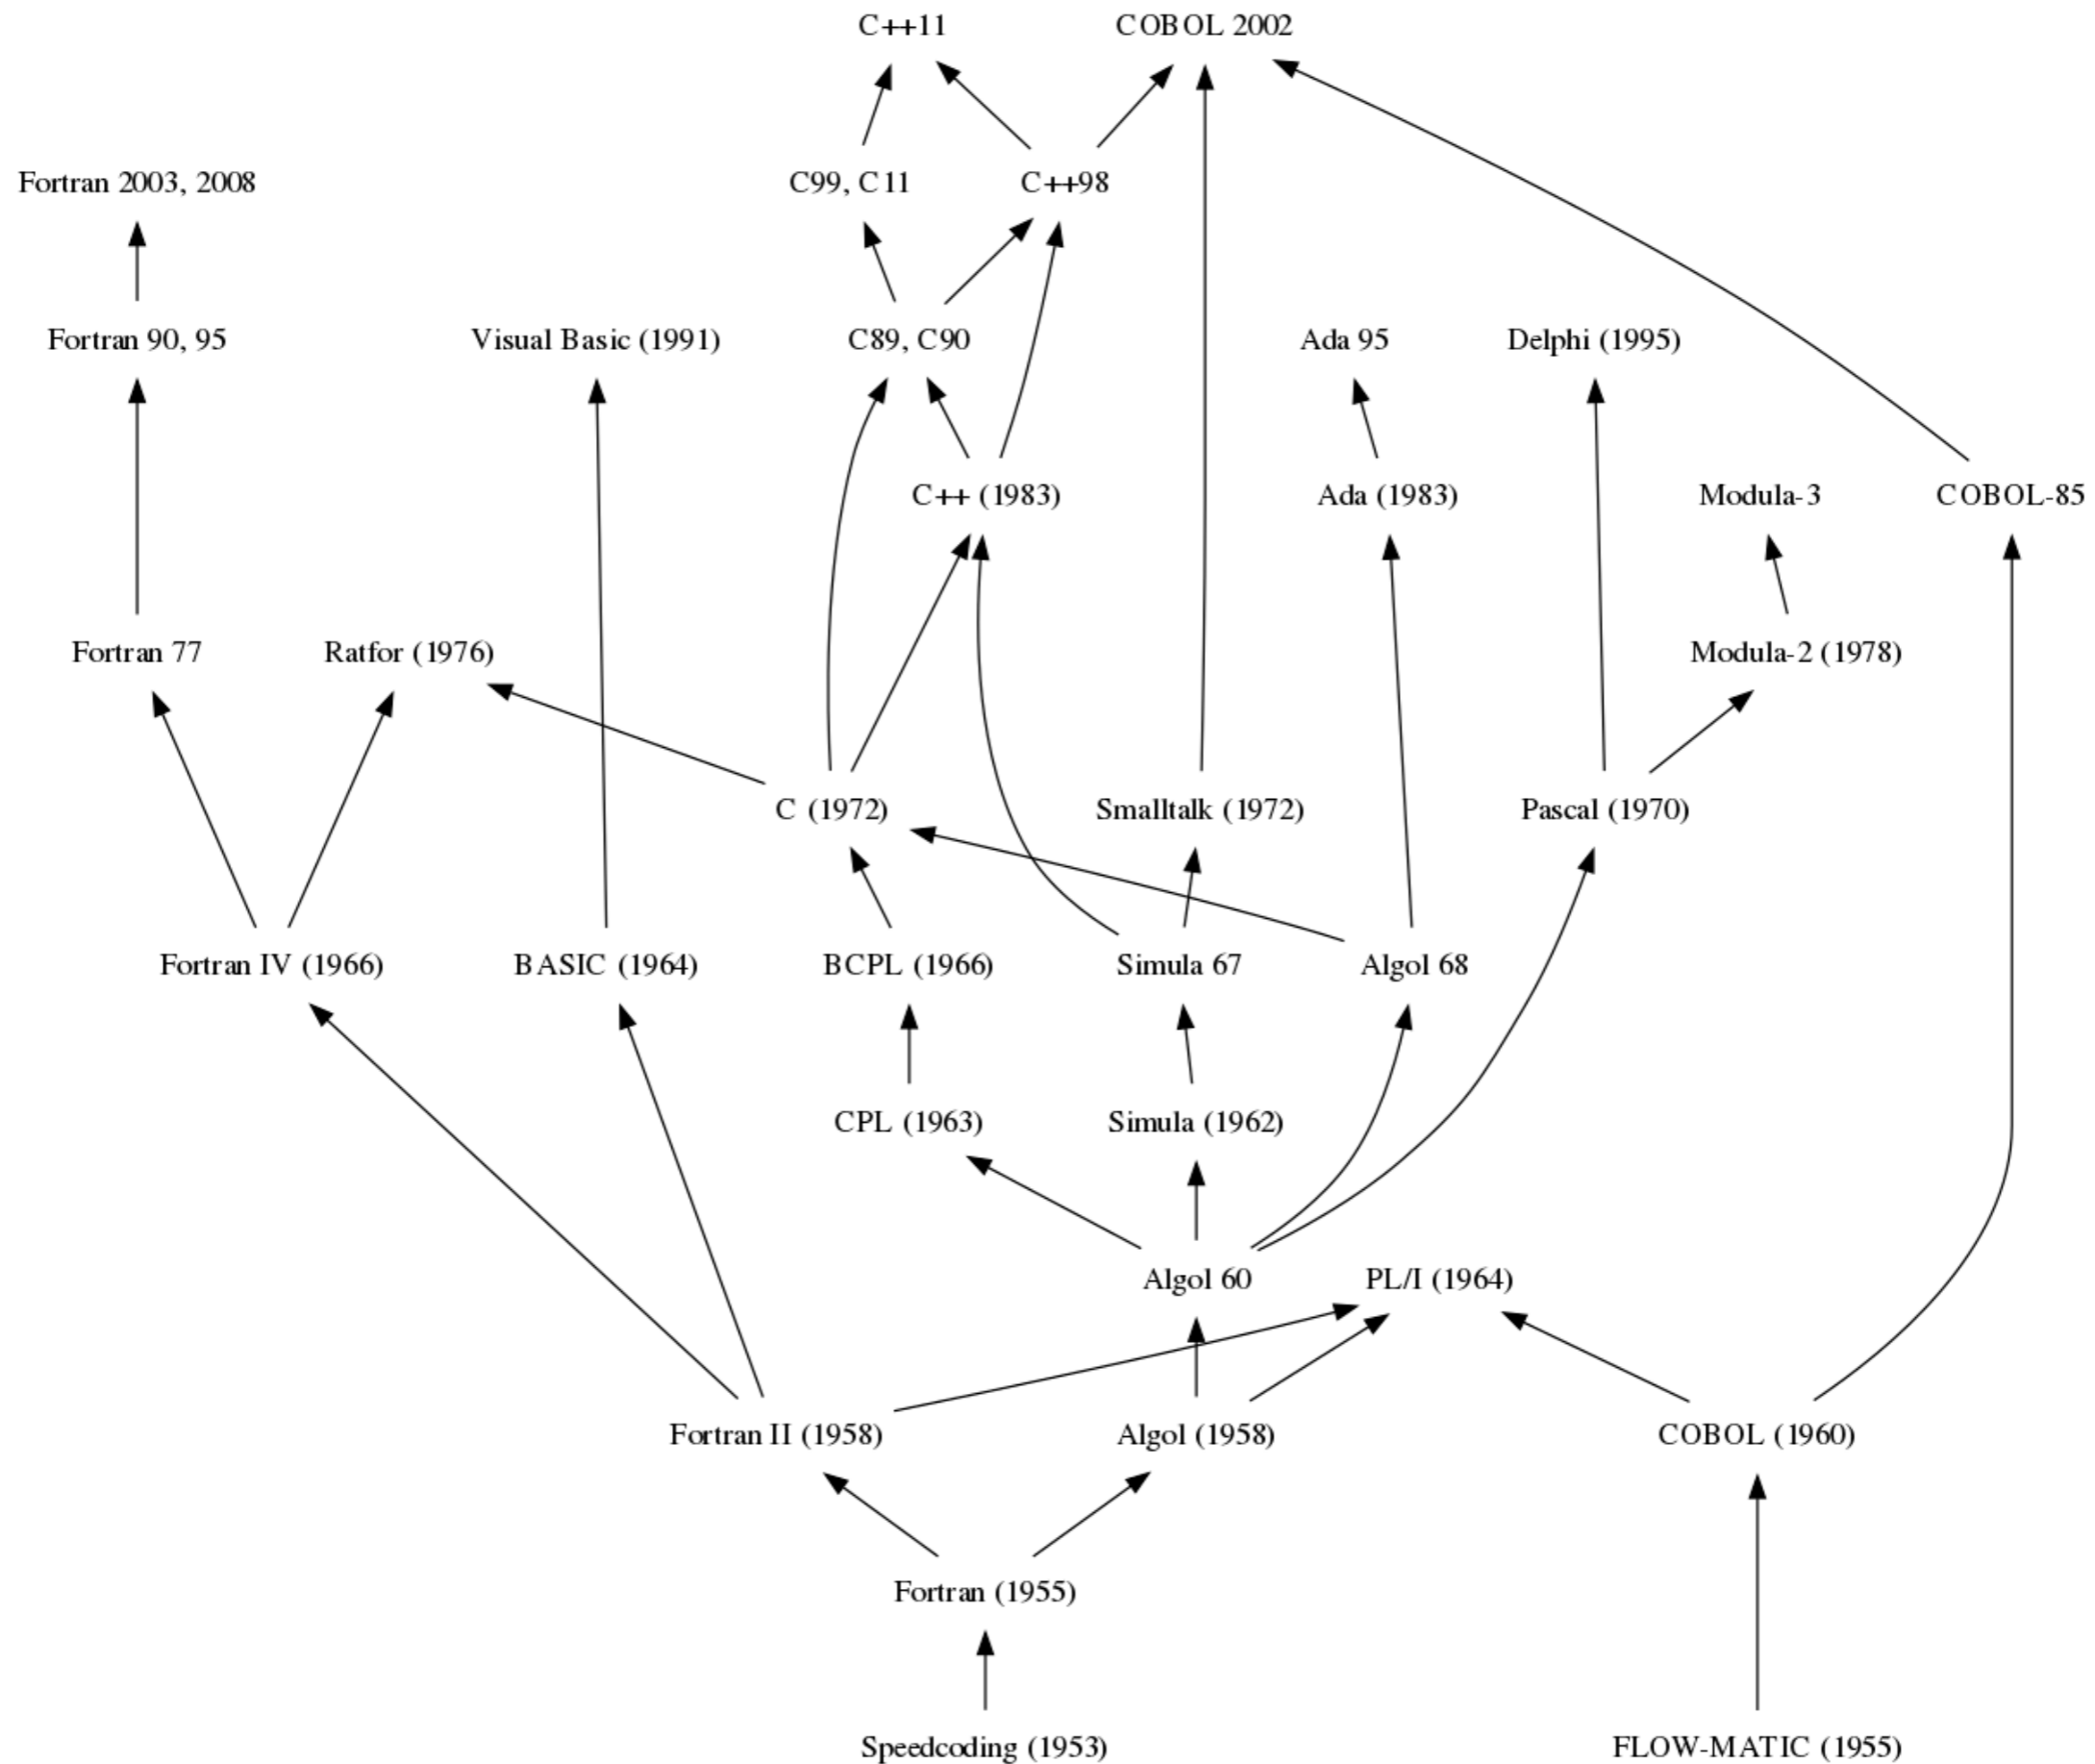 C++11
COBOL 2002
Fortran 2003, 2008
C99, C11
C++98
Fortran 90, 95
Visual Basic (1991)
C89, C90
Ada 95
Delphi (1995)
C++ (1983)
Ada (1983)
Modula-3
COBOL-85
Fortran 77
Ratfor (1976)
Modula-2 (1978)
C (1972)
Smalltalk (1972)
Pascal (1970)
Fortran IV (1966)
BASIC (1964)
BCPL (1966)
Simula 67
Algol 68
CPL (1963)
Simula (1962)
Algol 60
PL/I (1964)
Fortran II (1958)
Algol (1958)
COBOL (1960)
Fortran (1955)
Speedcoding (1953)
FLOW-MATIC (1955)